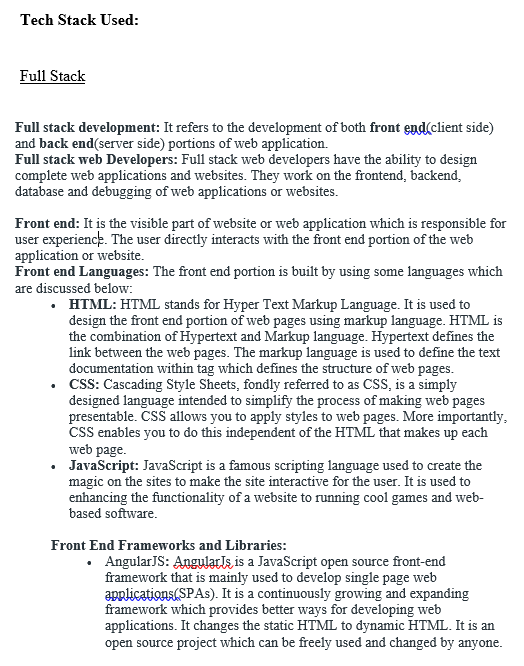 Tech Stack Used:
Full Stack
Full stack development: It refers to the development of both front end(client side)
and back end(server side) portions of web application.
Full stack web Developers: Full stack web developers have the ability to design
complete web applications and websites. They work on the frontend, backend,
database and debugging of web applications or websites.
Front end: It is the visible part of website or web application which is responsible for
user experience. The user directly interacts with the front end portion of the web
application or website.
Front end Languages: The front end portion is built by using some languages which
are discussed below:
• HTML: HTML stands for Hyper Text Markup Language. It is used to
design the front end portion of web pages using markup language. HTML is
the combination of Hypertext and Markup language. Hypertext defines the
link between the web pages. The markup language is used to define the text
documentation within tag which defines the structure of web pages.
• CSS: Cascading Style Sheets, fondly referred to as CSS, is a simply
designed language intended to simplify the process of making web pages
presentable. CSS allows you to apply styles to web pages. More importantly,
CSS enables you to do this independent of the HTML that makes up each
web page.
• JavaScript: JavaScript is a famous scripting language used to create the
magic on the sites to make the site interactive for the user. It is used to
enhancing the functionality of a website to running cool games and web-
based software.
Front End Frameworks and Libraries:
• AngularJS: AngularJs is a JavaScript open source front-end
framework that is mainly used to develop single page web
applications(SPAs). It is a continuously growing and expanding
framework which provides better ways for developing web
applications. It changes the static HTML to dynamic HTML. It is an
open source project which can be freely used and changed by anyone.